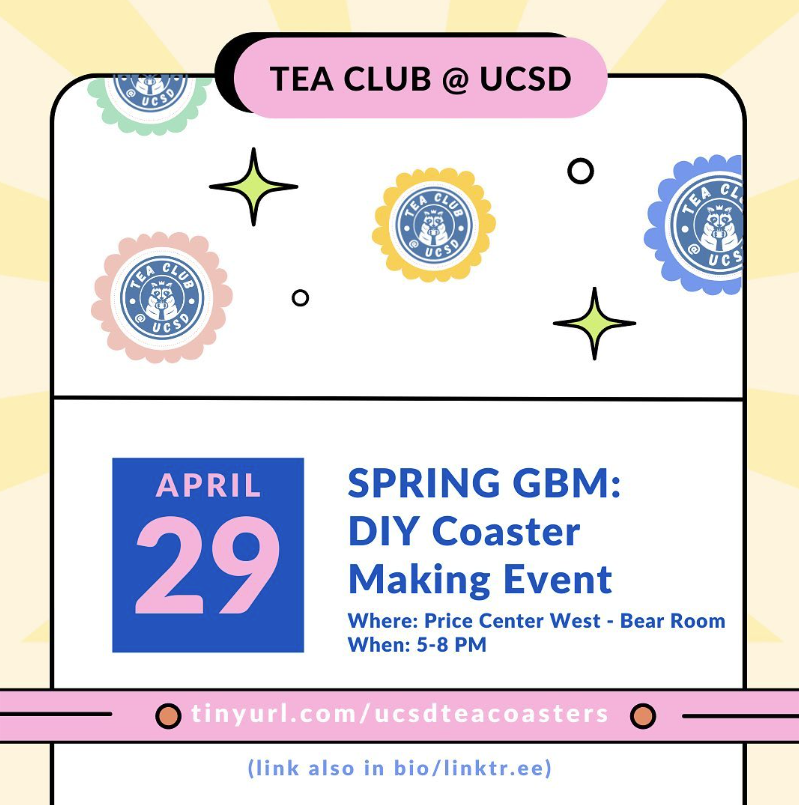 TEA CLUB @ UCSD
@ UCSD
TEA CLUB
@ UCSD
TEA CLUB
@ UCSD
TEA CLU
@ UCS
APRIL
29
SPRING GBM:
DIY Coaster
Making Event
Where: Price Center West - Bear Room
When: 5-8 PM
tinyurl.com/ucsdteacoasters
(link also in bio/linktr.ee)